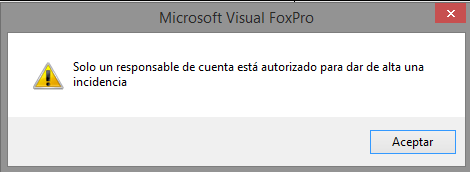 Microsoft Visual FoxPro
Solo un responsable de cuenta está autorizado para dar de alta una
incidencia
Aceptar